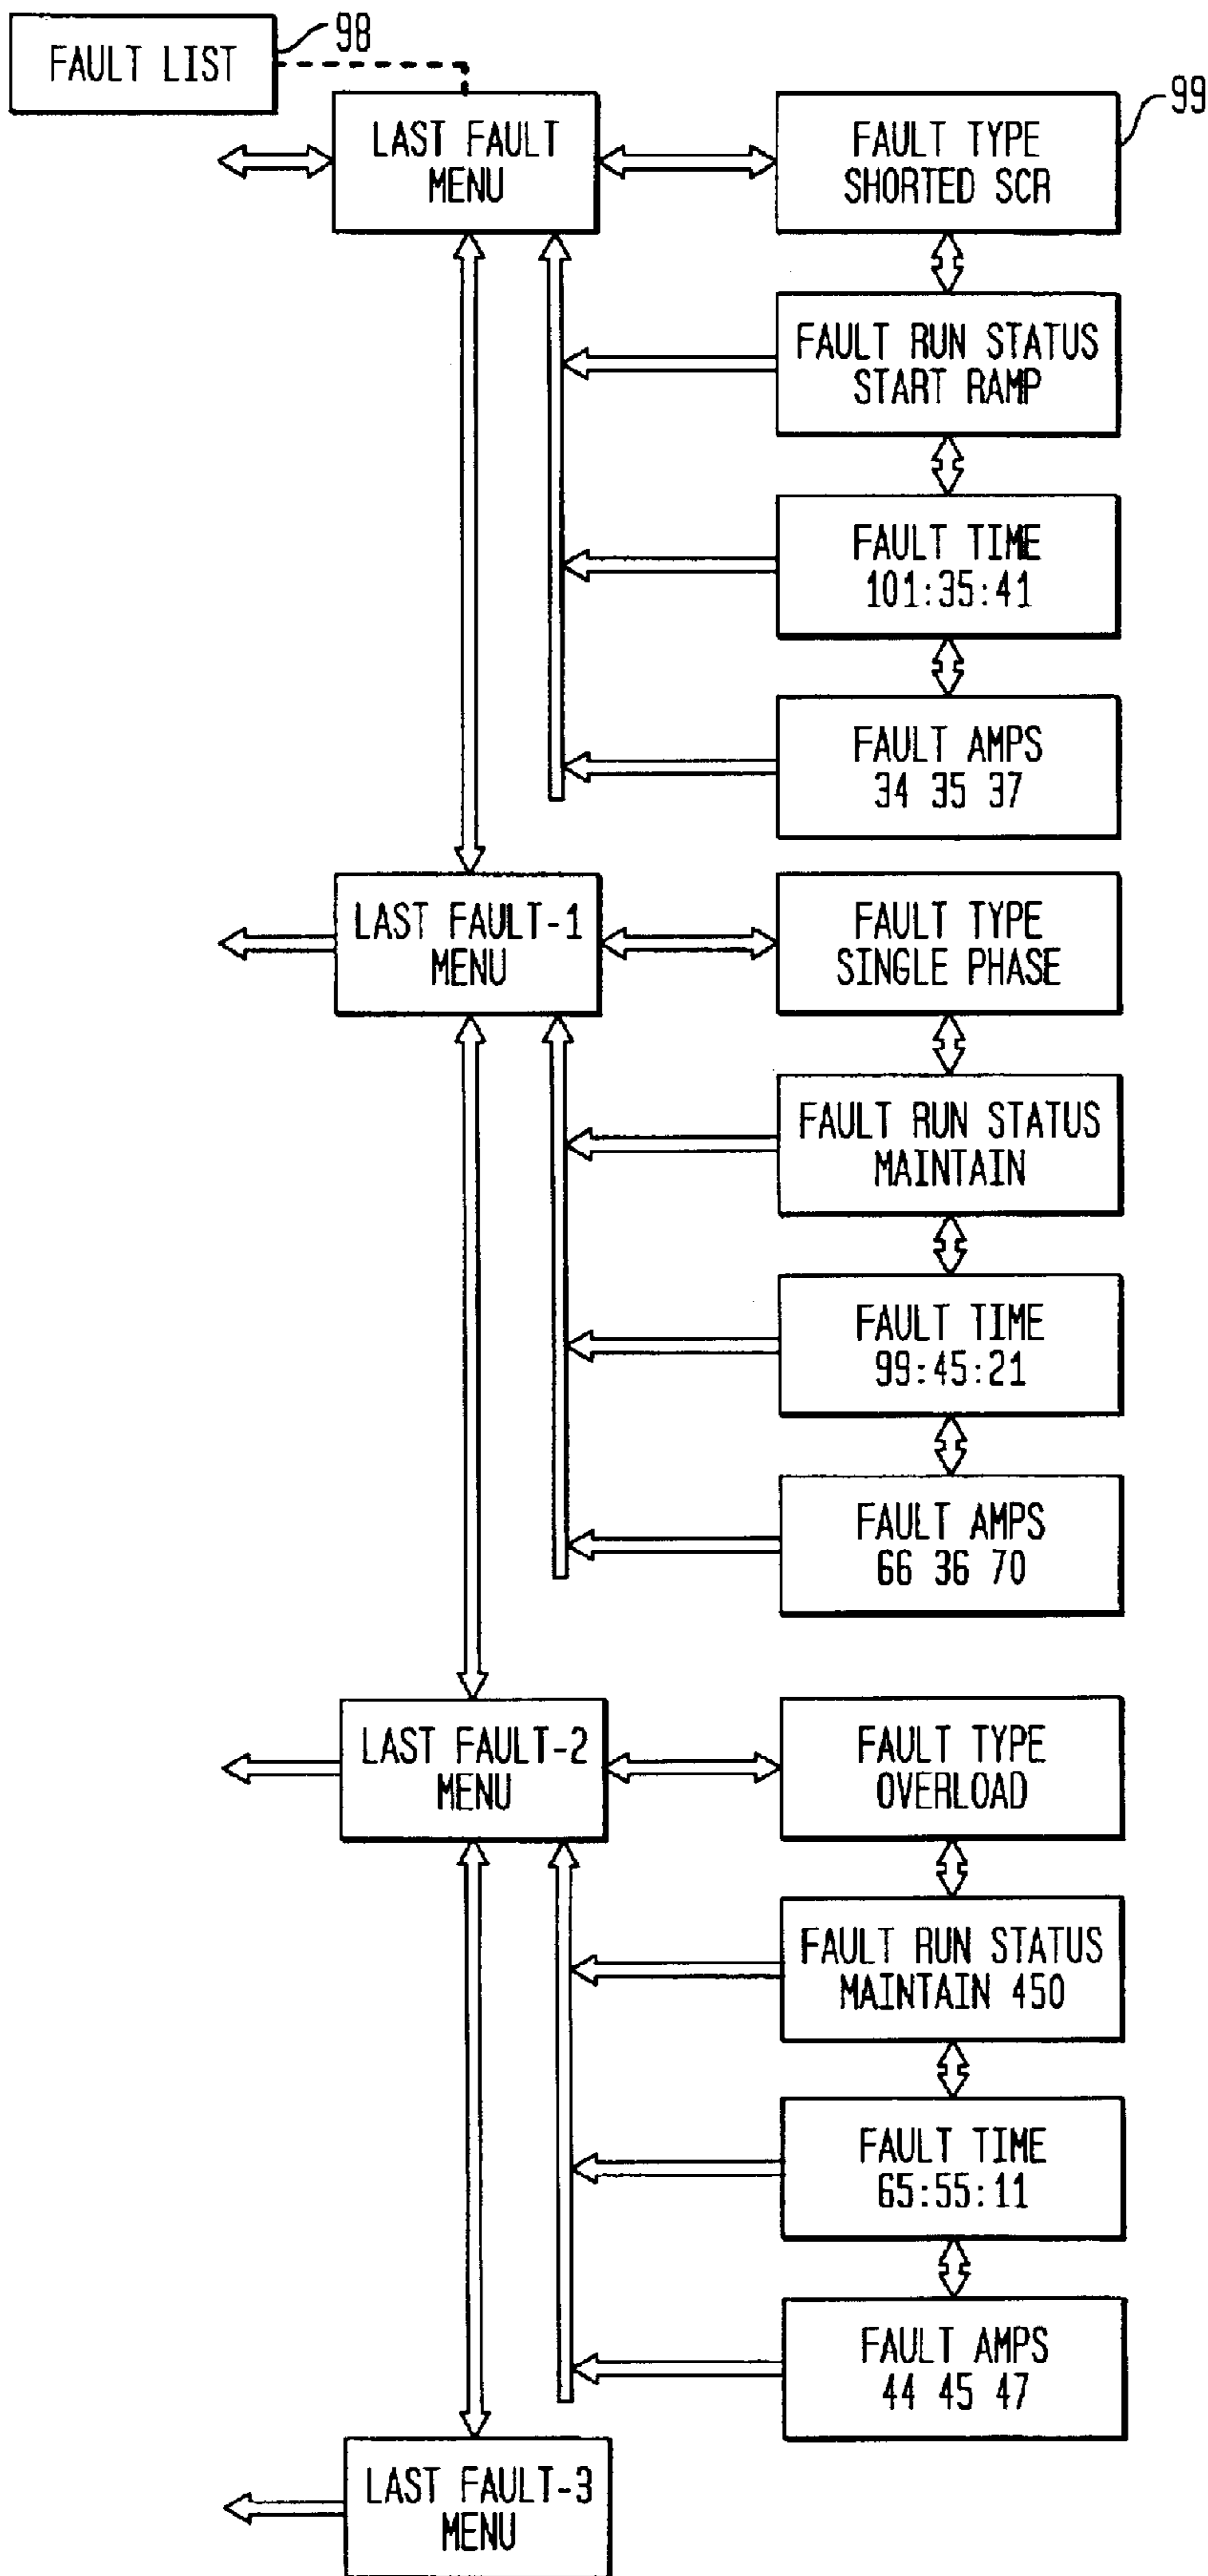 FAULT LIST
98
LAST FAULT
MENU
FAULT TYPE
SHORTED SCR
99
FAULT RUN STATUS
START RAMP
FAULT TIME
101:35:41
FAULT AMPS
34 35 37
LAST FAULT-1
MENU
FAULT TYPE
SINGLE PHASE
FAULT RUN STATUS
MAINTAIN
FAULT TIME
99:45:21
FAULT AMPS
66 36 70
LAST FAULT-2
MENU
FAULT TYPE
OVERLOAD
FAULT RUN STATUS
MAINTAIN 450
FAULT TIME
65:55:11
FAULT AMPS
44 45 47
LAST FAULT-3
MENU